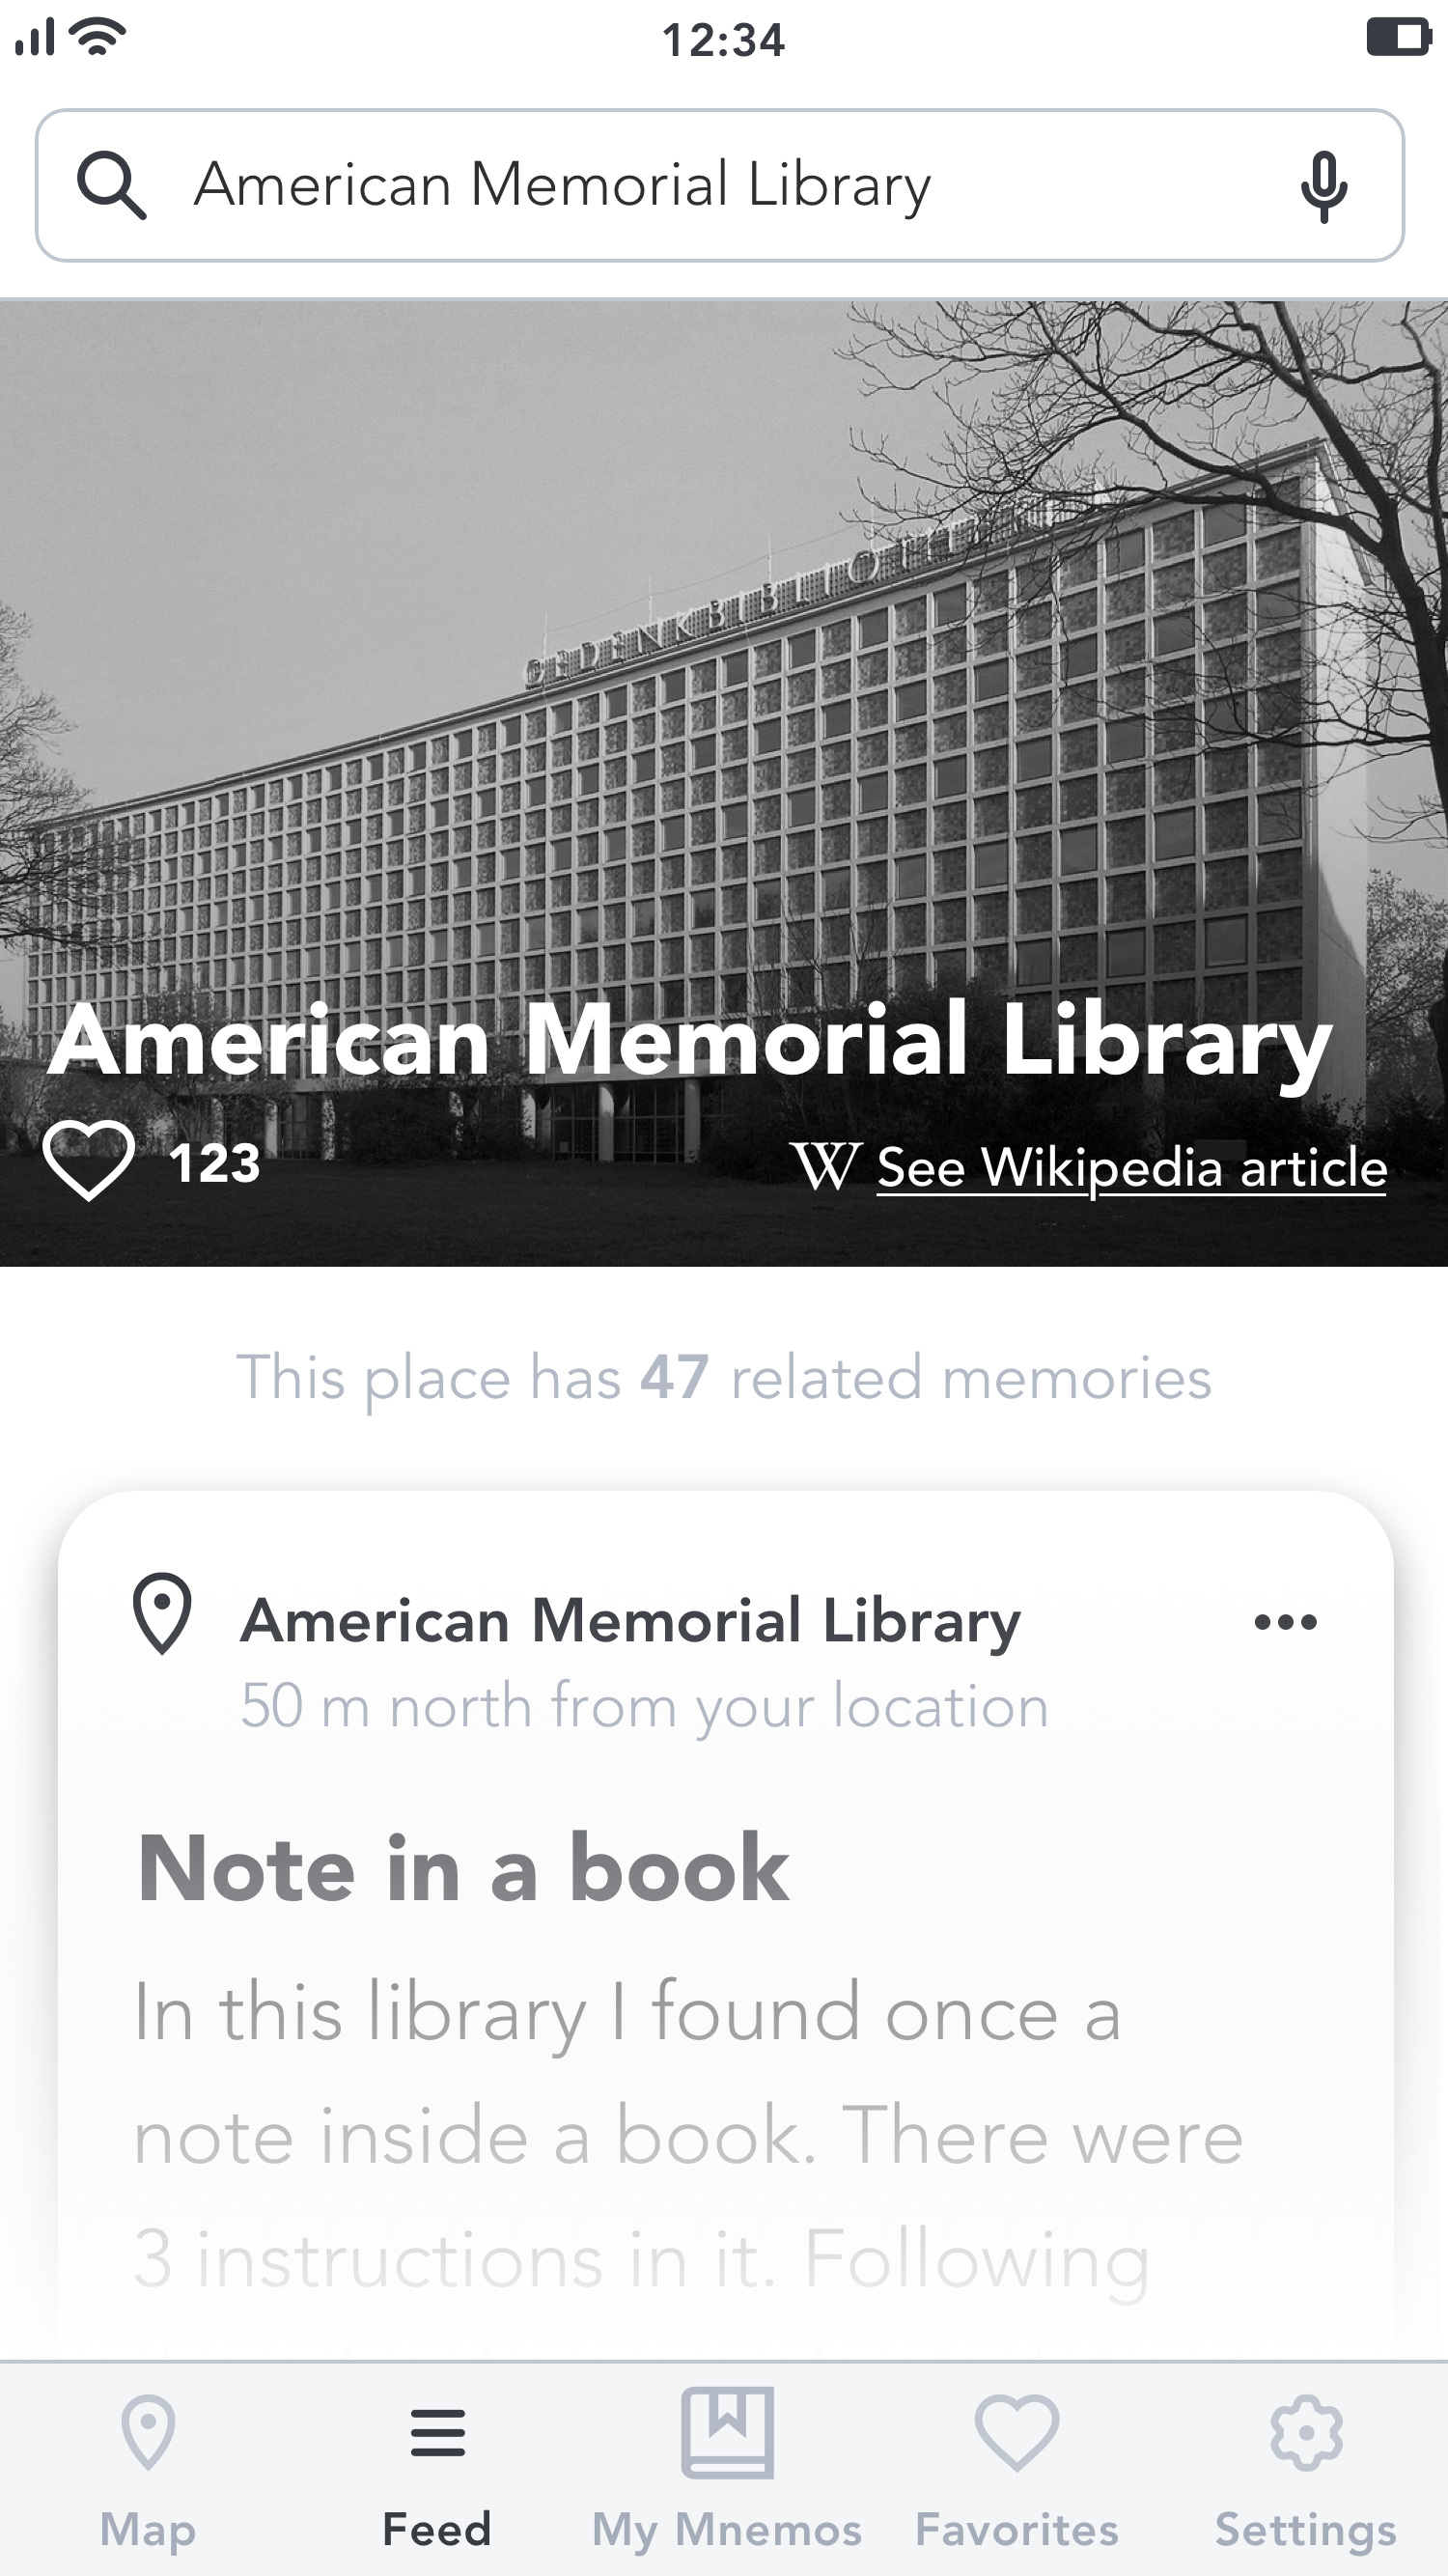 12:34
American Memorial Library
GEDENKBIBLIOTHEK
American Memorial Library
123
W See Wikipedia article
This place has 47 related memories
American Memorial Library
50 m north from your location
Note in a book
In this library I found once a
note inside a book. There were
3 instructions in it. Following
Map
Feed
My Mnemos
Favorites
Settings